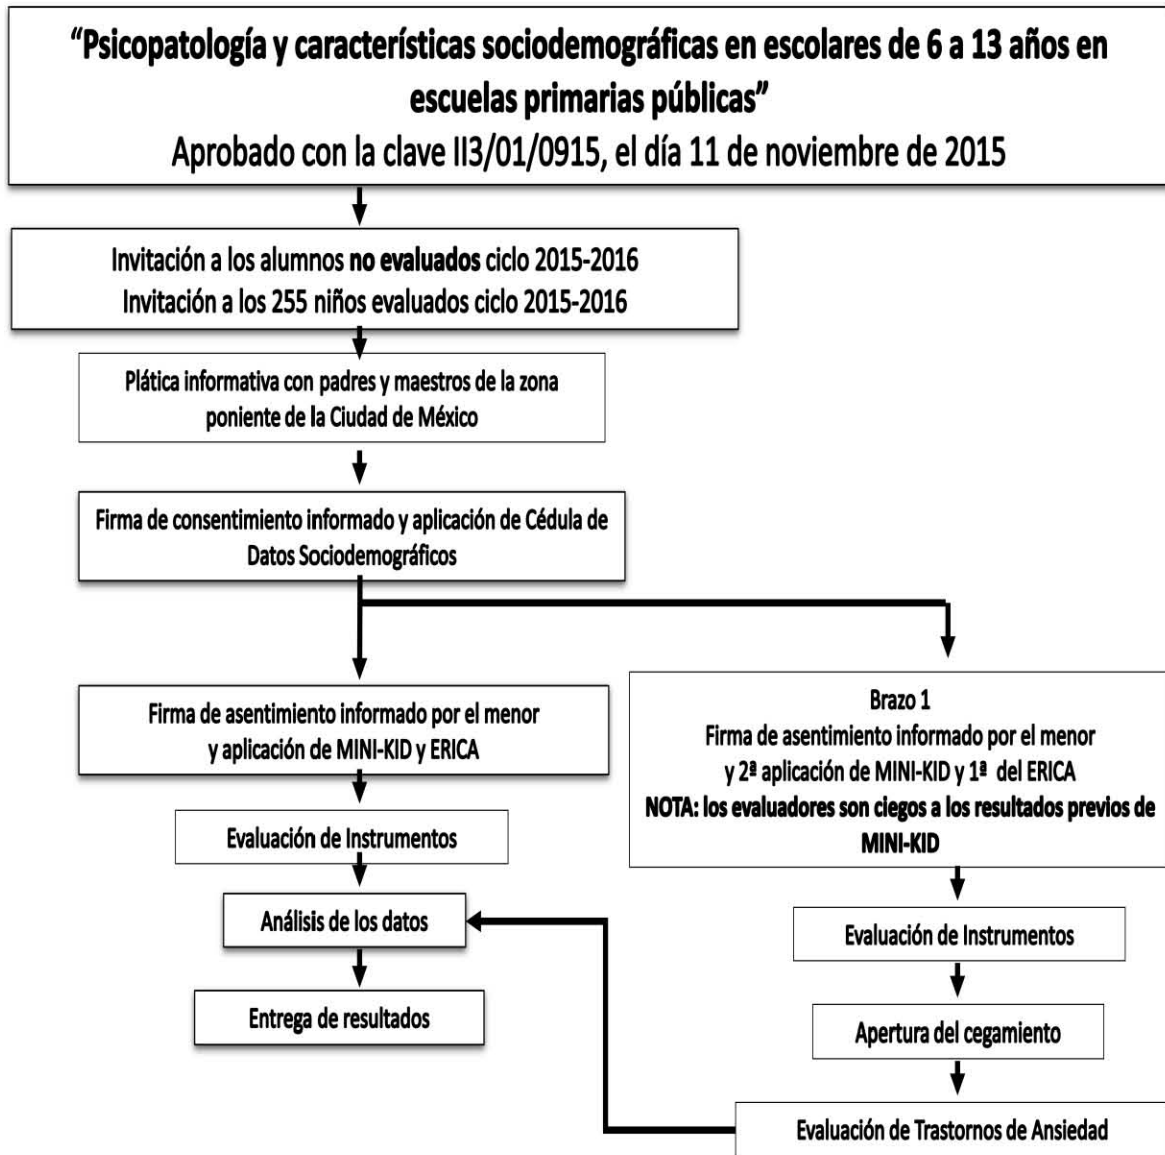 “Psicopatología y características sociodemográficas en escolares de 6 a 13 años en
escuelas primarias públicas”
Aprobado con la clave II3/01/0915, el día 11 de noviembre de 2015
Invitación a los alumnos no evaluados ciclo 2015-2016
Invitación a los 255 niños evaluados ciclo 2015-2016
Plática informativa con padres y maestros de la zona
poniente de la Ciudad de México
Firma de consentimiento informado y aplicación de Cédula de
Datos Sociodemográficos
Firma de asentimiento informado por el menor
y aplicación de MINI-KID y ERICA
Evaluación de Instrumentos
Análisis de los datos
Entrega de resultados
Brazo 1
Firma de asentimiento informado por el menor
y 2ª aplicación de MINI-KID y 1ª del ERICA
NOTA: los evaluadores son ciegos a los resultados previos de
MINI-KID
Evaluación de Instrumentos
Apertura del cegamiento
Evaluación de Trastornos de Ansiedad